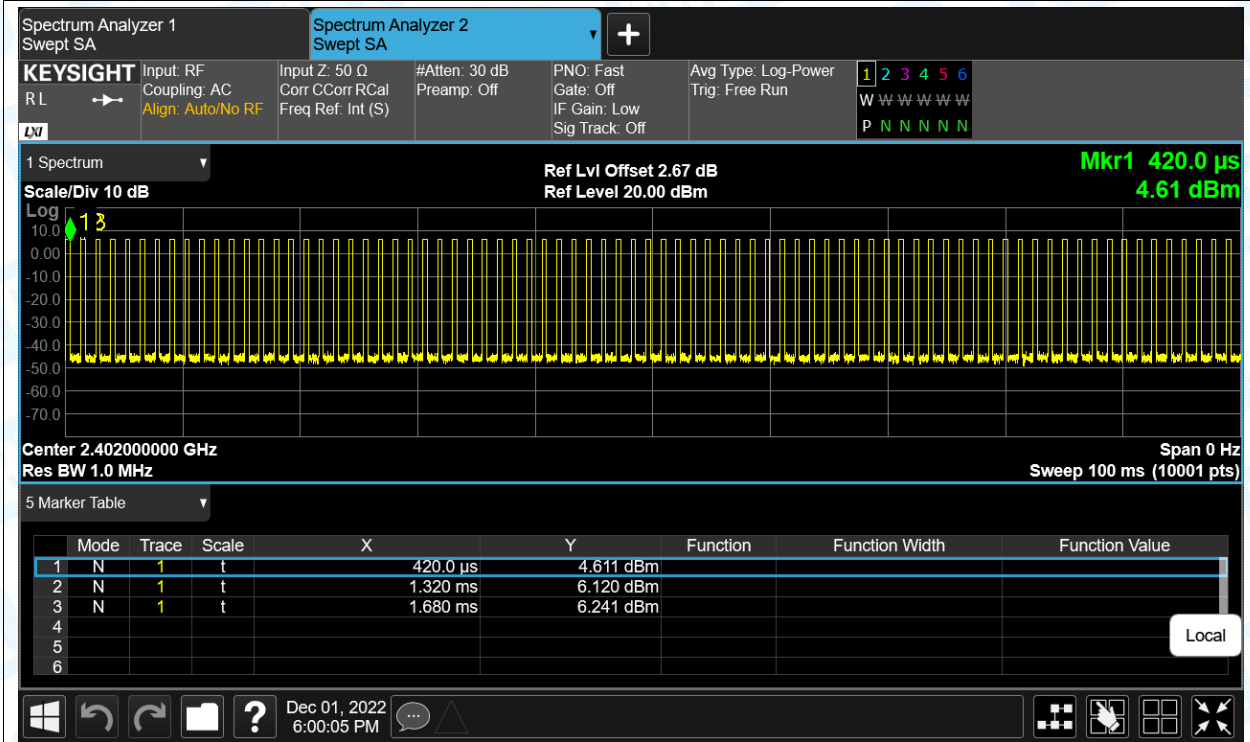 Spectrum Analyzer 1
Swept SA
Spectrum Analyzer 2
Swept SA
KEYSIGHT
R L
LXI
Input: RF
Coupling: AC
Align: Auto/No RF
Input Z: 50 Ω
Corr CCorr RCal
Freq Ref: Int (S)
#Atten: 30 dB
Preamp: Off
PNO: Fast
Gate: Off
IF Gain: Low
Sig Track: Off
Avg Type: Log-Power
Trig: Free Run
1 2 3 4 5 6
W W W W W W
P N N N N N
1 Spectrum
Scale/Div 10 dB
Ref Lvl Offset 2.67 dB
Ref Level 20.00 dBm
Mkr1 420.0 µs
4.61 dBm
Log
10.0
0.00
-10.0
-20.0
-30.0
-40.0
-50.0
-60.0
-70.0
1 3
Center 2.402000000 GHz
Res BW 1.0 MHz
Span 0 Hz
Sweep 100 ms (10001 pts)
5 Marker Table
Mode Trace Scale X Y Function Function Width Function Value
1 N 1 t 420.0 µs 4.611 dBm
2 N 1 t 1.320 ms 6.120 dBm
3 N 1 t 1.680 ms 6.241 dBm
4
5
6
Local
?
Dec 01, 2022
6:00:05 PM